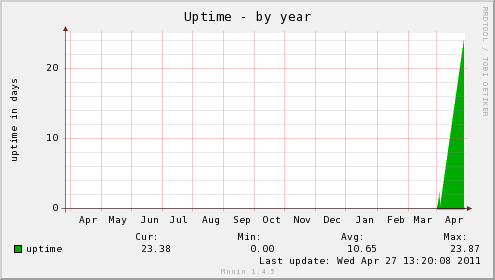 Uptime - by year
RRDTOOL / TOBI OETIKER
uptime in days
20
10
0
Apr May Jun Jul Aug Sep Oct Nov Dec Jan Feb Mar Apr
Cur: Min: Avg: Max:
uptime 23.38 0.00 10.65 23.87
Last update: Wed Apr 27 13:20:08 2011
Munin 1.4.5